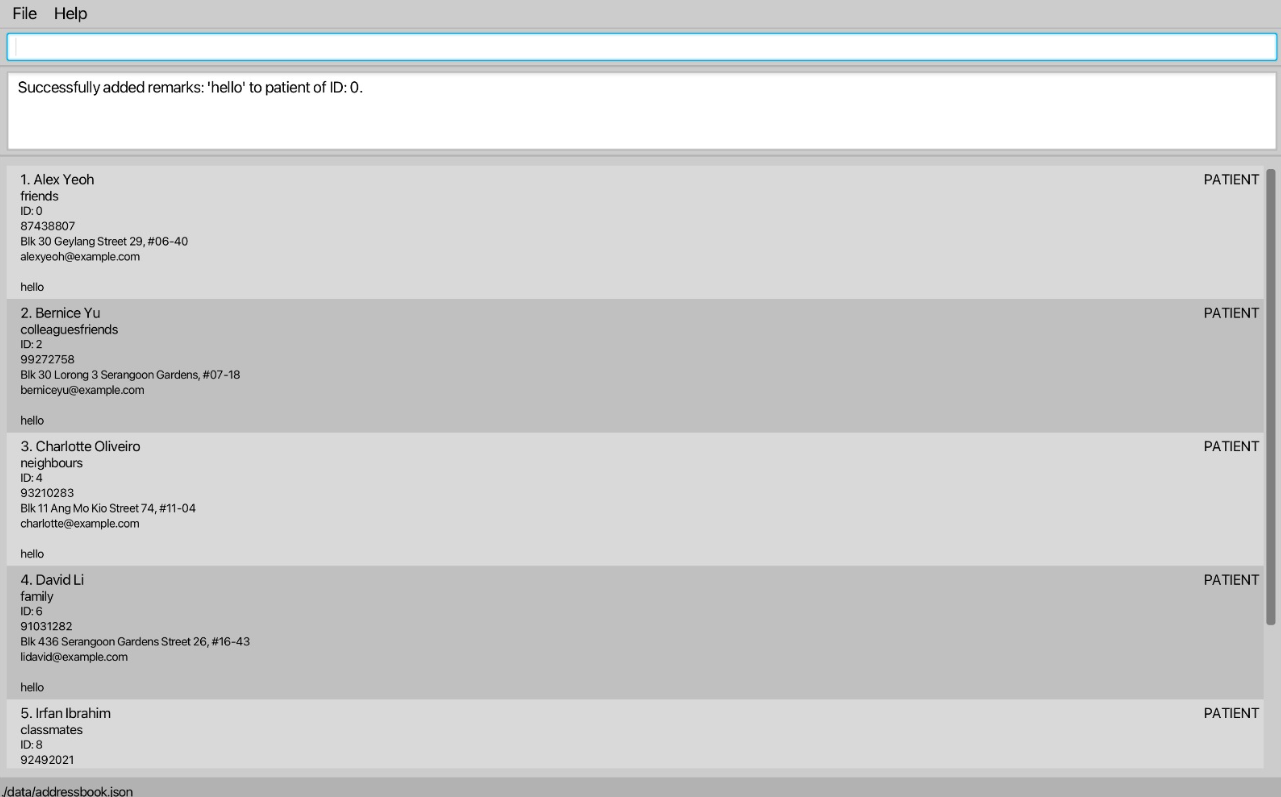 File Help
Successfully added remarks: 'hello' to patient of ID: 0.
1. Alex Yeoh PATIENT
friends
ID: 0
87438807
Blk 30 Geylang Street 29, #06-40
alexyeoh@example.com
hello
2. Bernice Yu PATIENT
colleaguesfriends
ID: 2
99272758
Blk 30 Lorong 3 Serangoon Gardens, #07-18
berniceyu@example.com
hello
3. Charlotte Oliveiro PATIENT
neighbours
ID: 4
93210283
Blk 11 Ang Mo Kio Street 74, #11-04
charlotte@example.com
hello
4. David Li PATIENT
family
ID: 6
91031282
Blk 436 Serangoon Gardens Street 26, #16-43
lidavid@example.com
hello
5. Irfan Ibrahim PATIENT
classmates
ID: 8
92492021
./data/addressbook.json